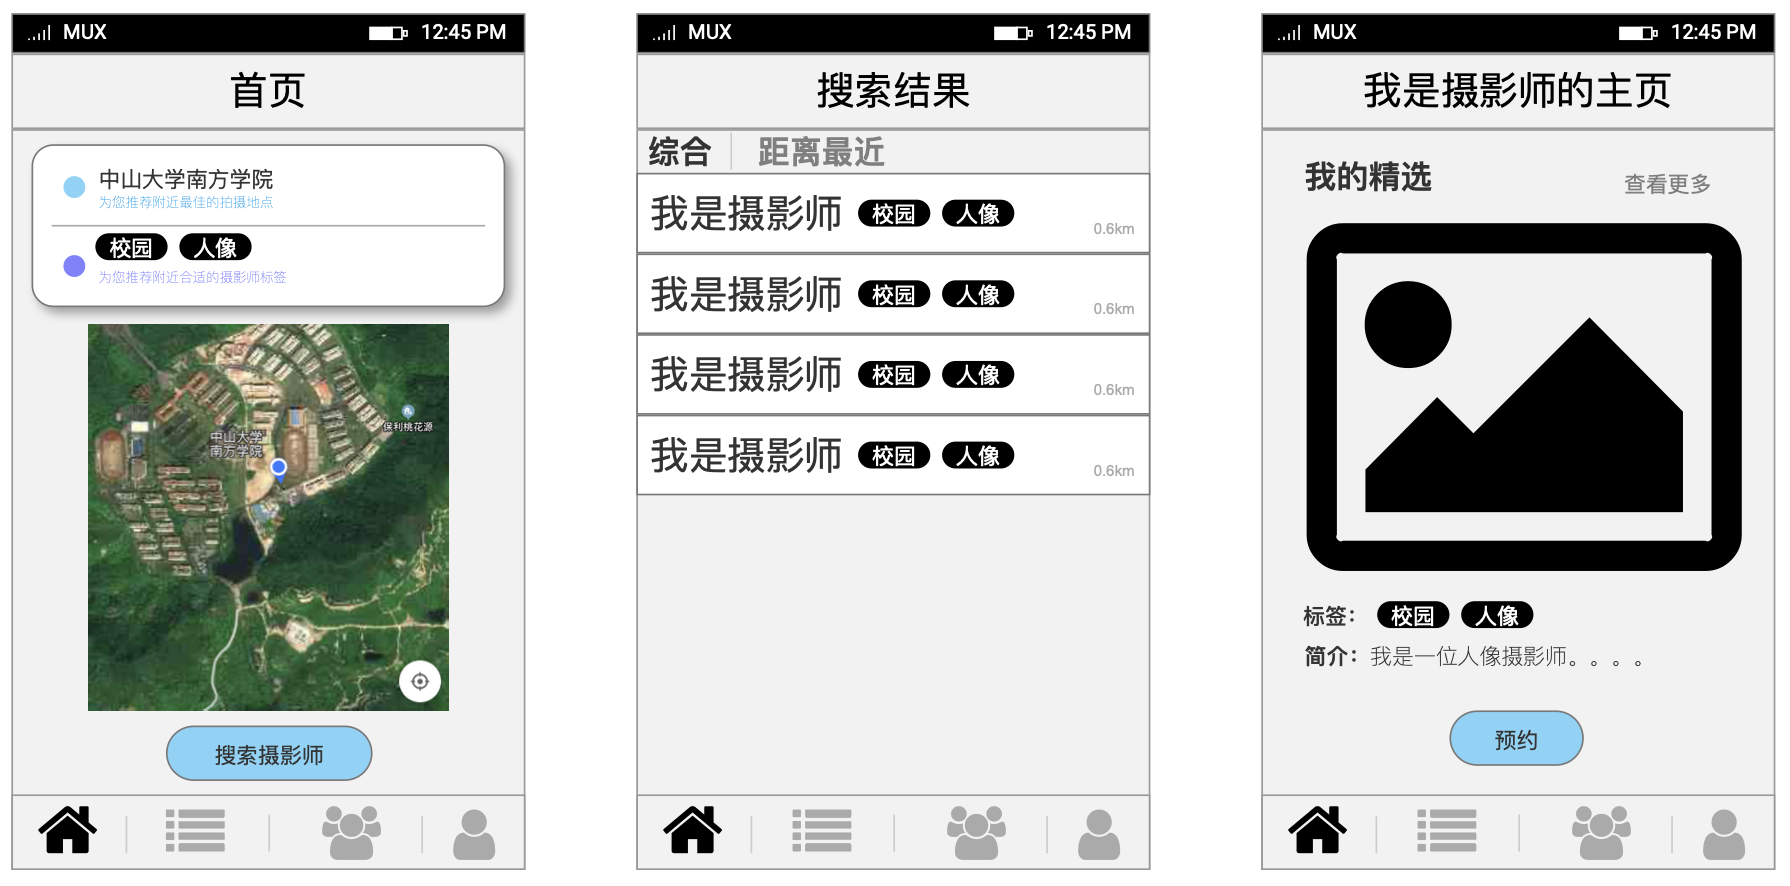 MUX 12:45 PM
首页
中山大学南方学院
为您推荐附近最佳的拍摄地点
校园 人像
为您推荐附近合适的摄影师标签
保利桃花源
中山大学
南方学院
搜索摄影师
MUX 12:45 PM
搜索结果
综合 距离最近
我是摄影师 校园 人像 0.6km
我是摄影师 校园 人像 0.6km
我是摄影师 校园 人像 0.6km
我是摄影师 校园 人像 0.6km
MUX 12:45 PM
我是摄影师的主页
我的精选 查看更多
标签： 校园 人像
简介：我是一位人像摄影师。。。。
预约